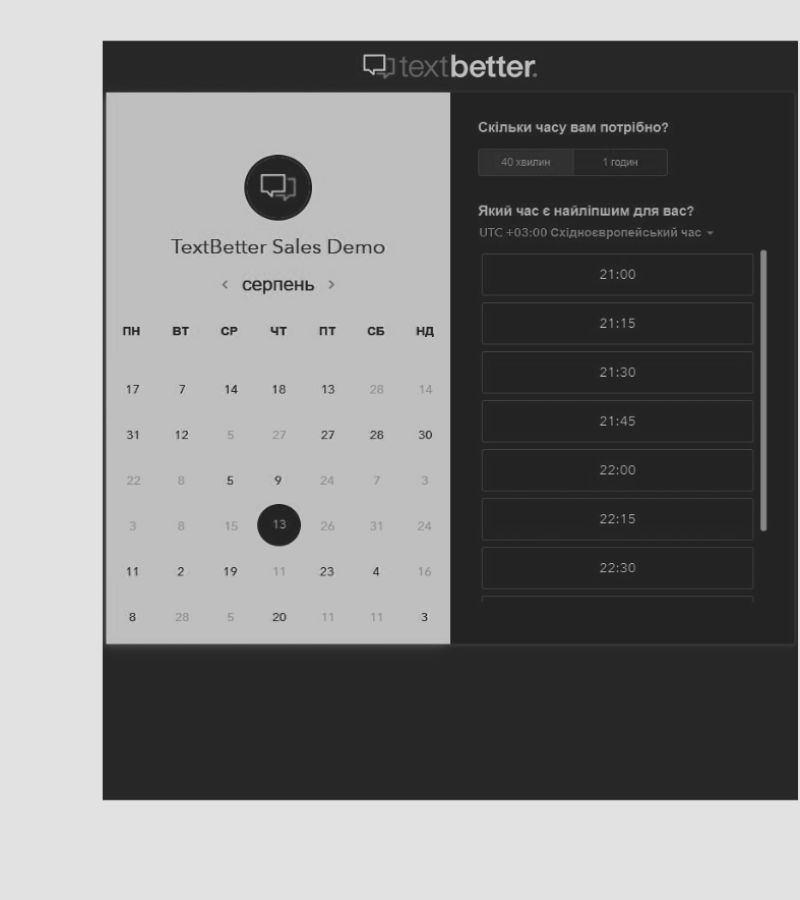 textbetter.
TextBetter Sales Demo
< серпень >
ПН ВТ СР ЧТ ПТ СБ НД
17 7 14 18 13 28 14
31 12 5 27 27 28 30
22 8 5 9 24 7 3
3 8 15 13 26 31 24
11 2 19 11 23 4 16
8 28 5 20 11 11 3
Скільки часу вам потрібно?
40 хвилин 1 годин
Який час є найліпшим для вас?
UTC +03:00 Східноєвропейський час
21:00
21:15
21:30
21:45
22:00
22:15
22:30